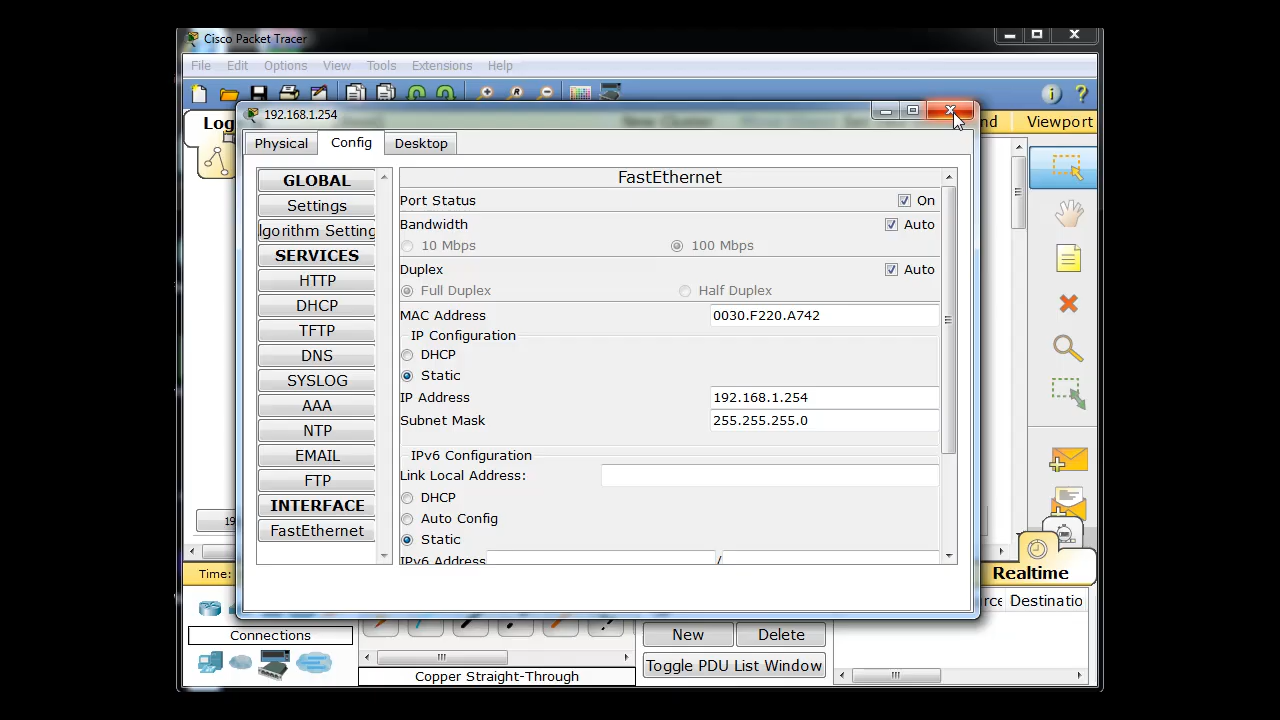 Cisco Packet Tracer
File Edit Options View Tools Extensions Help
192.168.1.254
Viewport
Physical Config Desktop
GLOBAL
Settings
lgorithm Setting
SERVICES
HTTP
DHCP
TFTP
DNS
SYSLOG
AAA
NTP
EMAIL
FTP
INTERFACE
FastEthernet
FastEthernet
Port Status On
Bandwidth Auto
10 Mbps 100 Mbps
Duplex Auto
Full Duplex Half Duplex
MAC Address 0030.F220.A742
IP Configuration
DHCP
Static
IP Address 192.168.1.254
Subnet Mask 255.255.255.0
IPv6 Configuration
Link Local Address:
DHCP
Auto Config
Static
IPv6 Address /
19
Time:
Realtime
Connections
Copper Straight-Through
New Delete
Toggle PDU List Window
Destinatio